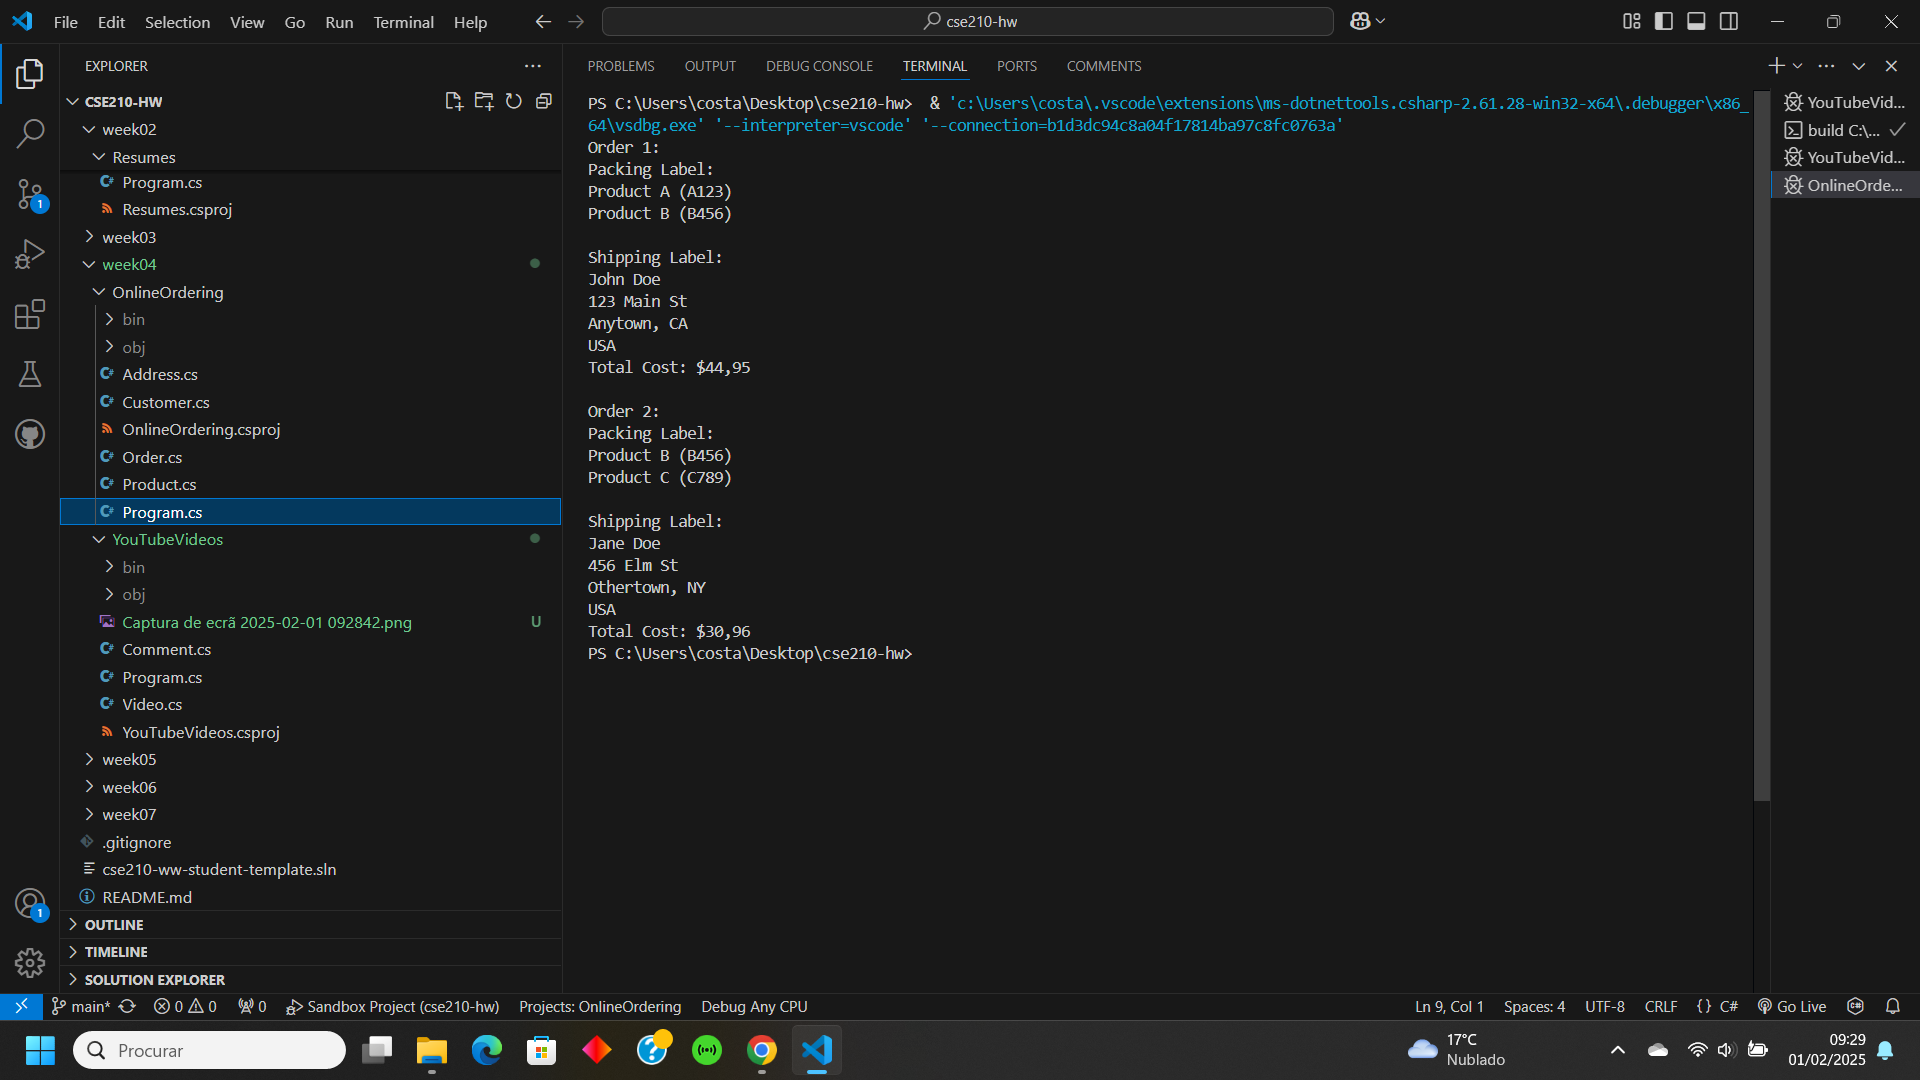 File Edit Selection View Go Run Terminal Help
cse210-hw
EXPLORER
CSE210-HW
week02
Resumes
Program.cs
Resumes.csproj
week03
week04
OnlineOrdering
bin
obj
Address.cs
Customer.cs
OnlineOrdering.csproj
Order.cs
Product.cs
Program.cs
YouTubeVideos
bin
obj
Captura de ecrã 2025-02-01 092842.png U
Comment.cs
Program.cs
Video.cs
YouTubeVideos.csproj
week05
week06
week07
.gitignore
cse210-ww-student-template.sln
README.md
OUTLINE
TIMELINE
SOLUTION EXPLORER
1
1
PROBLEMS OUTPUT DEBUG CONSOLE TERMINAL PORTS COMMENTS
PS C:\Users\costa\Desktop\cse210-hw>  & 'c:\Users\costa\.vscode\extensions\ms-dotnettools.csharp-2.61.28-win32-x64\.debugger\x86_
64\vsdbg.exe' '--interpreter=vscode' '--connection=b1d3dc94c8a04f17814ba97c8fc0763a'
Order 1:
Packing Label:
Product A (A123)
Product B (B456)
Shipping Label:
John Doe
123 Main St
Anytown, CA
USA
Total Cost: $44,95
Order 2:
Packing Label:
Product B (B456)
Product C (C789)
Shipping Label:
Jane Doe
456 Elm St
Othertown, NY
USA
Total Cost: $30,96
PS C:\Users\costa\Desktop\cse210-hw>
YouTubeVid...
build C:\...
YouTubeVid...
OnlineOrde...
main* 0 0 0 Sandbox Project (cse210-hw) Projects: OnlineOrdering Debug Any CPU Ln 9, Col 1 Spaces: 4 UTF-8 CRLF {} C# Go Live
Procurar
17°C
Nublado
09:29
01/02/2025